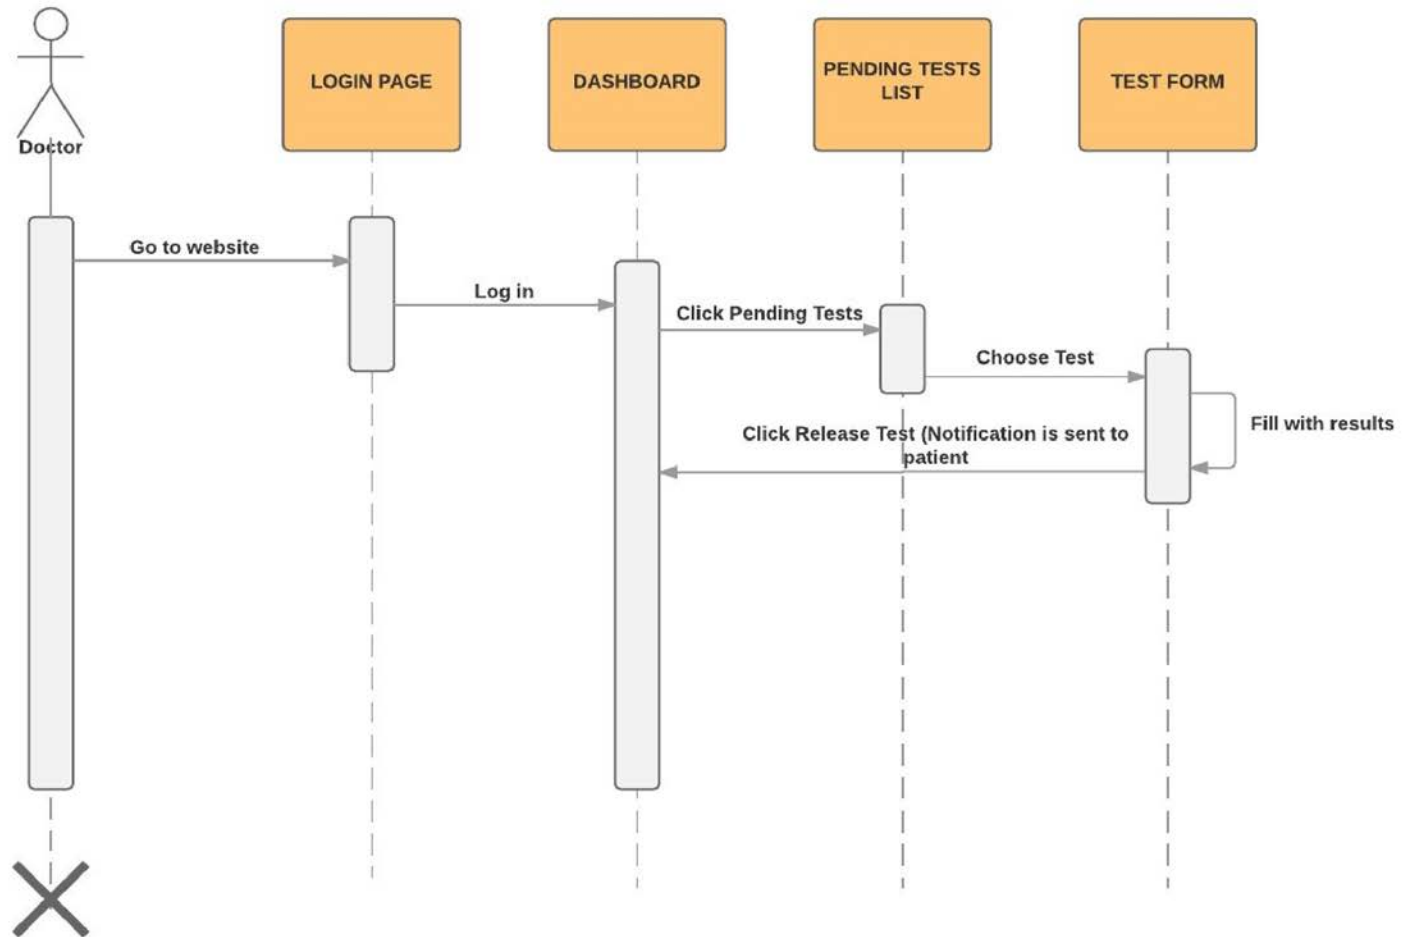 Doctor
LOGIN PAGE
DASHBOARD
PENDING TESTS
LIST
TEST FORM
Go to website
Log in
Click Pending Tests
Choose Test
Fill with results
Click Release Test (Notification is sent to
patient